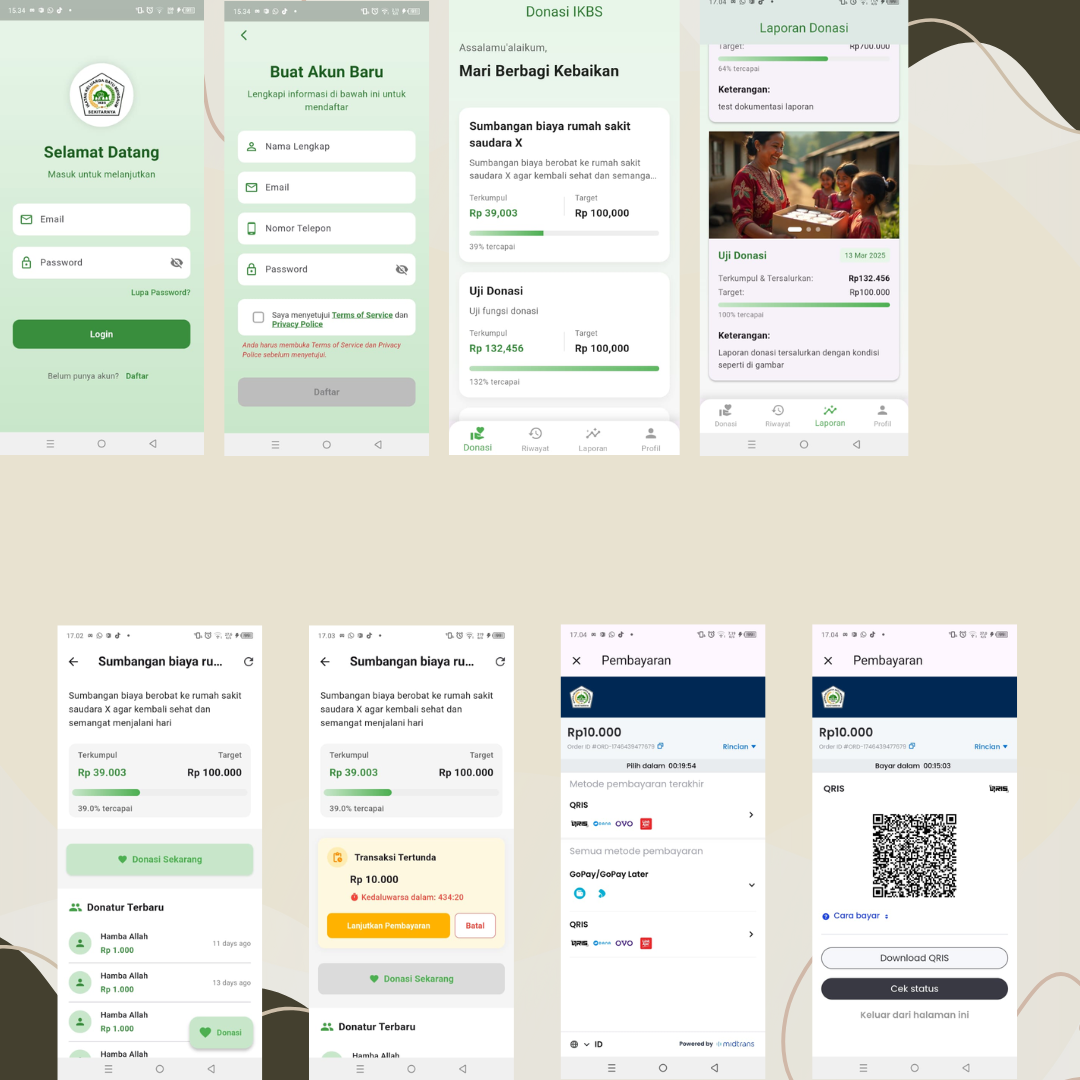 15.34
Selamat Datang
Masuk untuk melanjutkan
Email
Password
Lupa Password?
Login
Belum punya akun? Daftar
15.34
Buat Akun Baru
Lengkapi informasi di bawah ini untuk
mendaftar
Nama Lengkap
Email
Nomor Telepon
Password
Saya menyetujui Terms of Service dan
Privacy Police
Anda harus membuka Terms of Service dan Privacy
Police sebelum menyetujui.
Daftar
Donasi IKBS
Assalamu'alaikum,
Mari Berbagi Kebaikan
Sumbangan biaya rumah sakit
saudara X
Sumbangan biaya berobat ke rumah sakit
saudara X agar kembali sehat dan semanga...
Terkumpul Target
Rp 39,003 Rp 100,000
39% tercapai
Uji Donasi
Uji fungsi donasi
Terkumpul Target
Rp 132,456 Rp 100,000
132% tercapai
Donasi Riwayat Laporan Profil
17.04
Laporan Donasi
Target: Rp700.000
64% tercapai
Keterangan:
test dokumentasi laporan
Uji Donasi 13 Mar 2025
Terkumpul & Tersalurkan: Rp132.456
Target: Rp100.000
100% tercapai
Keterangan:
Laporan donasi tersalurkan dengan kondisi
seperti di gambar
Donasi Riwayat Laporan Profil
17.02
Sumbangan biaya ru...
Sumbangan biaya berobat ke rumah sakit
saudara X agar kembali sehat dan
semangat menjalani hari
Terkumpul Target
Rp 39.003 Rp 100.000
39.0% tercapai
Donasi Sekarang
Donatur Terbaru
Hamba Allah
Rp 1.000 11 days ago
Hamba Allah
Rp 1.000 13 days ago
Hamba Allah
Rp 1.000
Donasi
Hamba Allah
17.03
Sumbangan biaya ru...
Sumbangan biaya berobat ke rumah sakit
saudara X agar kembali sehat dan
semangat menjalani hari
Terkumpul Target
Rp 39.003 Rp 100.000
39.0% tercapai
Transaksi Tertunda
Rp 10.000
Kedaluwarsa dalam: 434:20
Lanjutkan Pembayaran Batal
Donasi Sekarang
Donatur Terbaru
Hamba Allah
17.04
Pembayaran
Rp10.000
Order ID #ORD-1746439477679 Rincian
Pilih dalam 00:19:54
Metode pembayaran terakhir
QRIS
QRIS DANA OVO
Semua metode pembayaran
GoPay/GoPay Later
QRIS
QRIS DANA OVO
ID Powered by midtrans
17.04
Pembayaran
Rp10.000
Order ID #ORD-1746439477679 Rincian
Bayar dalam 00:15:03
QRIS QRIS
Cara bayar
Download QRIS
Cek status
Keluar dari halaman ini